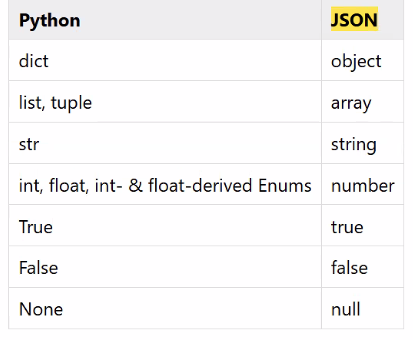 Python JSON
dict object
list, tuple array
str string
int, float, int- & float-derived Enums number
True true
False false
None null